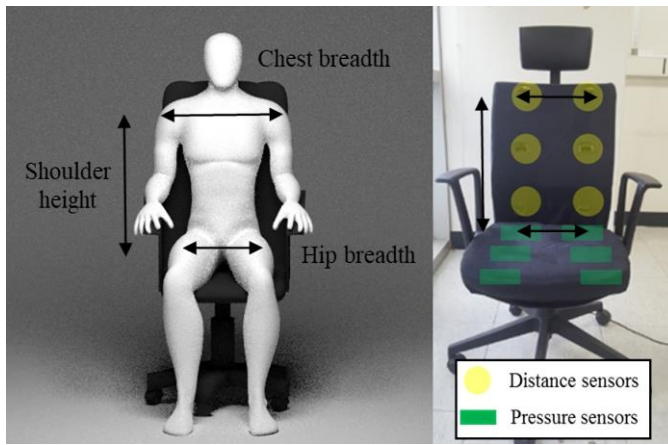 Chest breadth
Shoulder
height
Hip breadth
Distance sensors
Pressure sensors